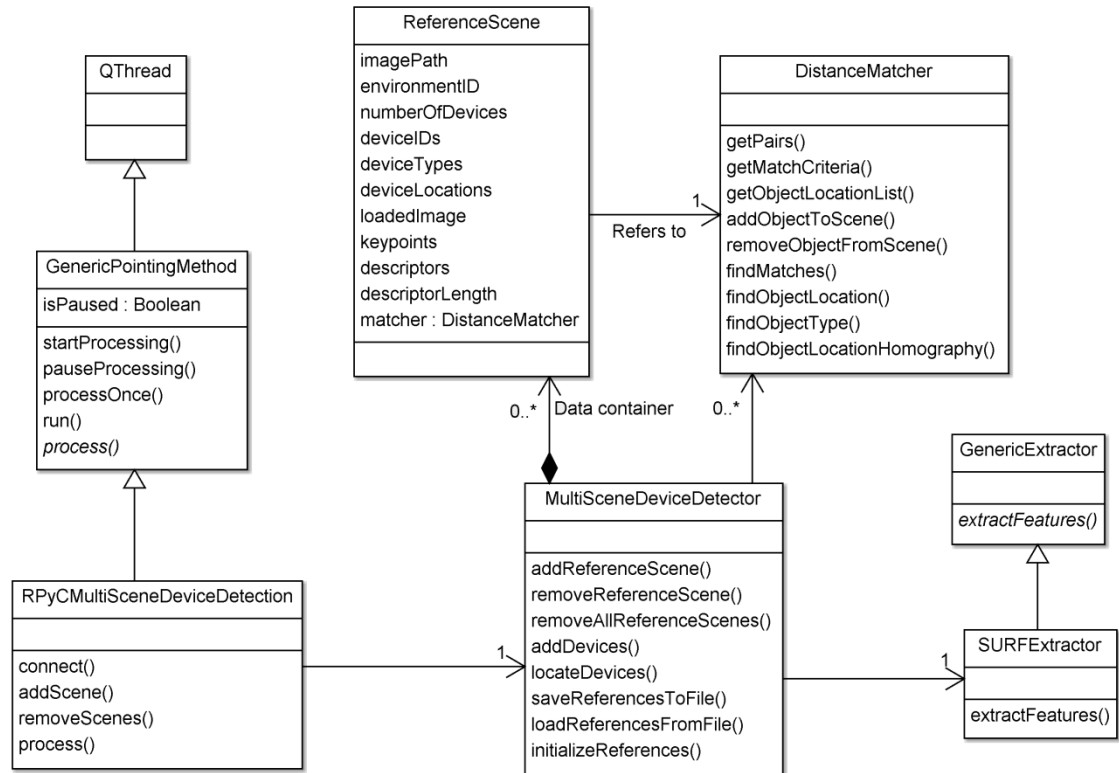 QThread
GenericPointingMethod
isPaused : Boolean
startProcessing()
pauseProcessing()
processOnce()
run()
process()
RPyCMultiSceneDeviceDetection
connect()
addScene()
removeScenes()
process()
ReferenceScene
imagePath
environmentID
numberOfDevices
deviceIDs
deviceTypes
deviceLocations
loadedImage
keypoints
descriptors
descriptorLength
matcher : DistanceMatcher
1
Refers to
DistanceMatcher
getPairs()
getMatchCriteria()
getObjectLocationList()
addObjectToScene()
removeObjectFromScene()
findMatches()
findObjectLocation()
findObjectType()
findObjectLocationHomography()
0..*
Data container
0..*
1
MultiSceneDeviceDetector
addReferenceScene()
removeReferenceScene()
removeAllReferenceScenes()
addDevices()
locateDevices()
saveReferencesToFile()
loadReferencesFromFile()
initializeReferences()
GenericExtractor
extractFeatures()
1
SURFExtractor
extractFeatures()